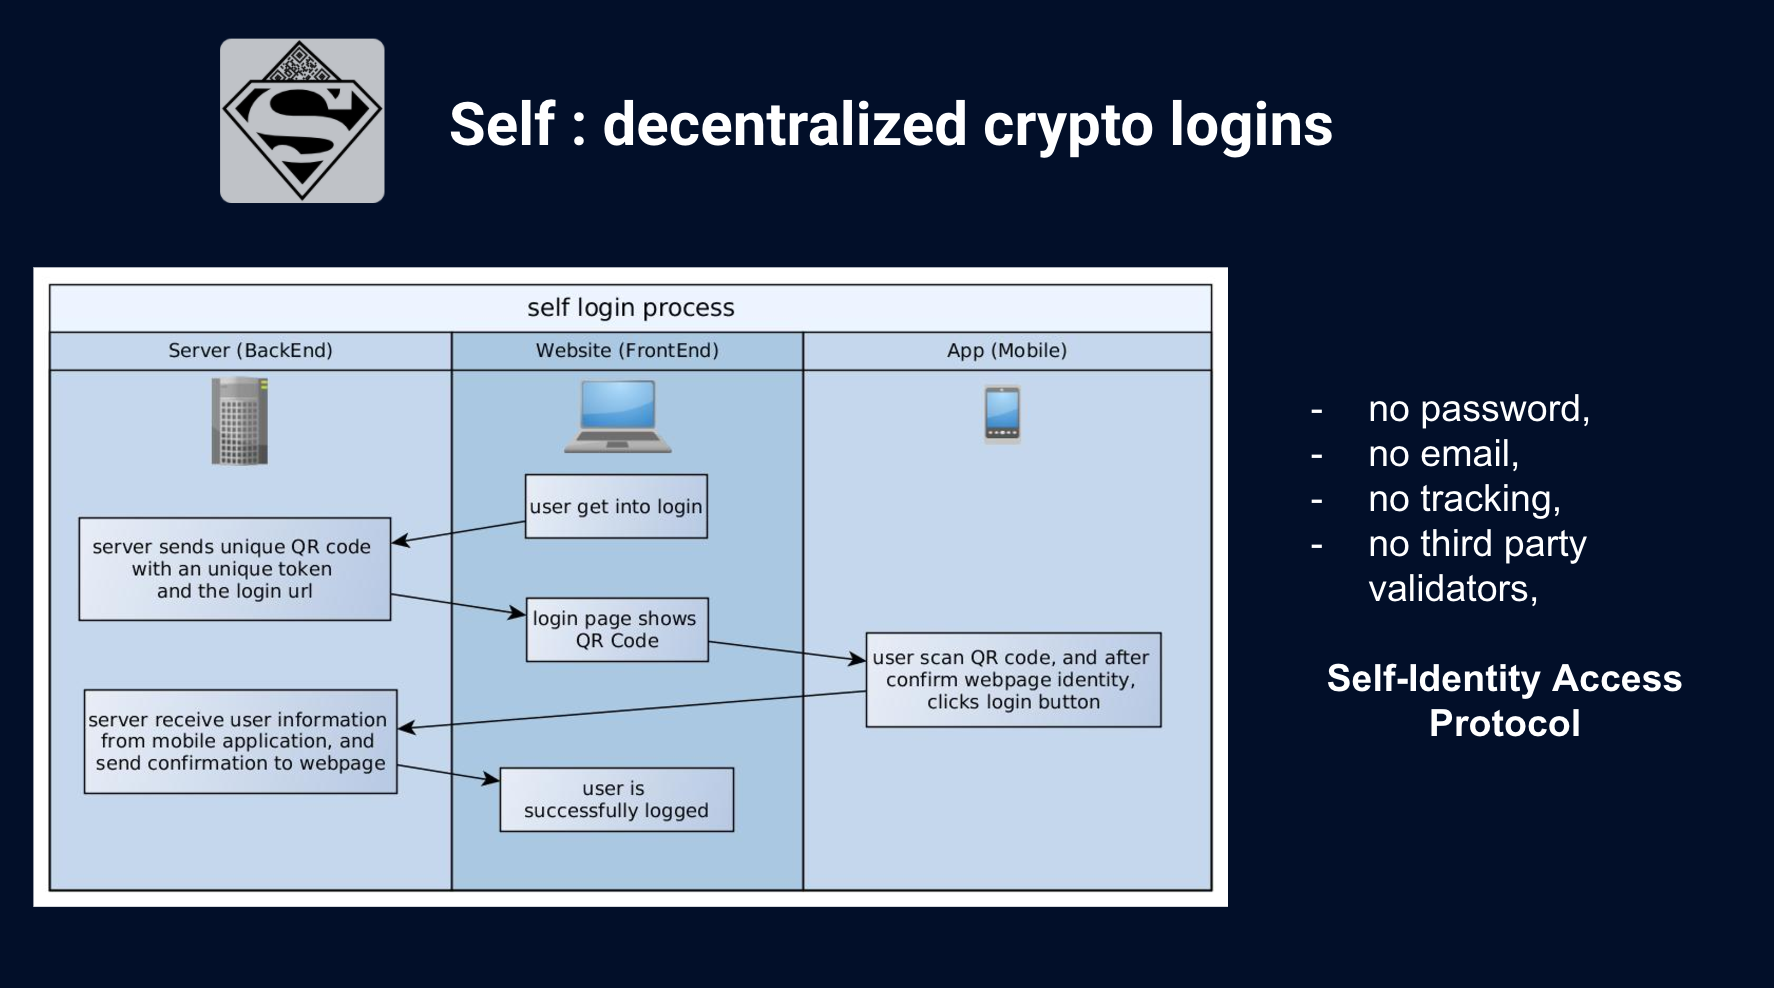 Self : decentralized crypto logins
self login process
Server (BackEnd)
Website (FrontEnd)
App (Mobile)
user get into login
server sends unique QR code
with an unique token
and the login url
login page shows
QR Code
user scan QR code, and after
confirm webpage identity,
clicks login button
server receive user information
from mobile application, and
send confirmation to webpage
user is
successfully logged
- no password,
- no email,
- no tracking,
- no third party
validators,
Self-Identity Access
Protocol